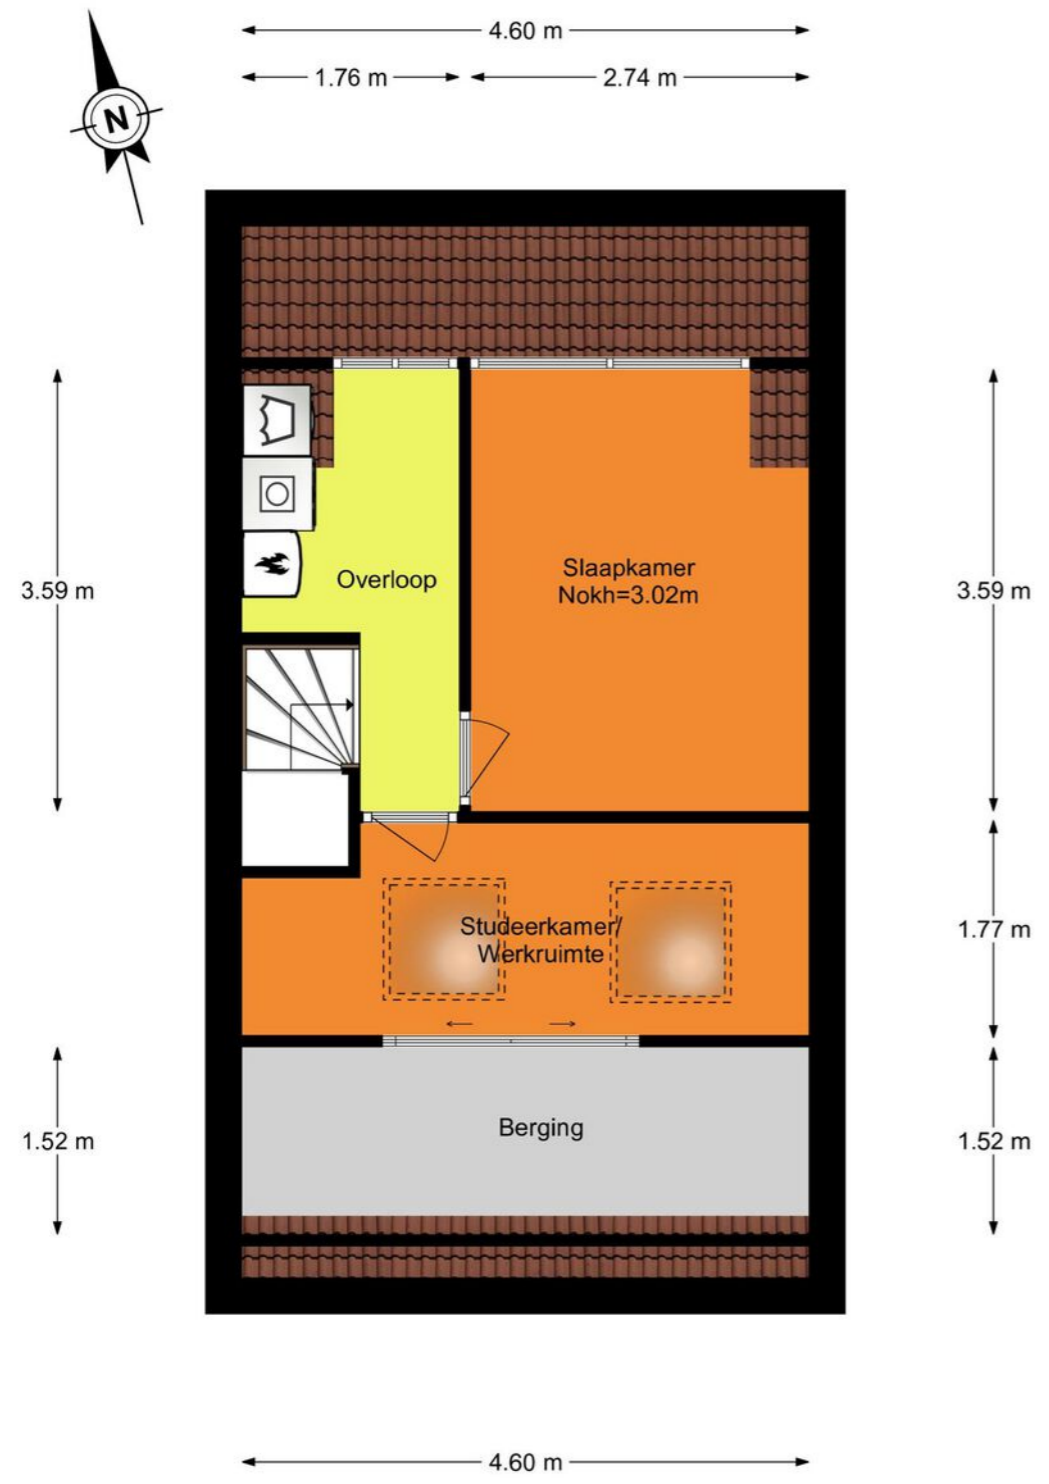 4.60 m
1.76 m
2.74 m
N
Overloop
Slaapkamer
Nokh=3.02m
3.59 m
3.59 m
Studeerkamer/
Werkruimte
1.77 m
Berging
1.52 m
1.52 m
4.60 m